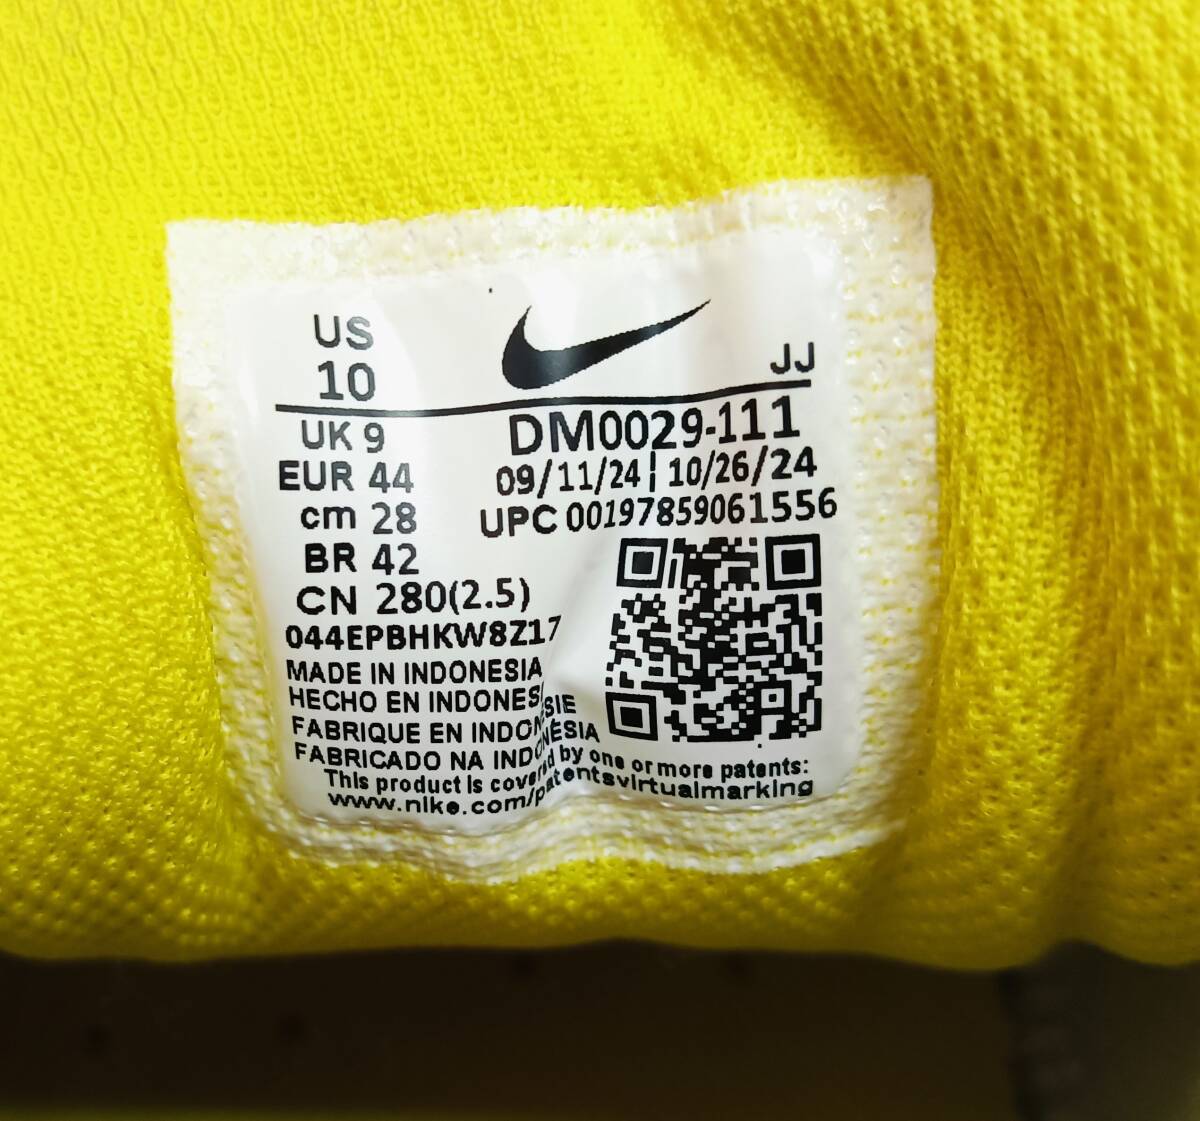 US
10
JJ
UK 9
EUR 44
cm 28
BR 42
CN 280(2.5)
DM0029-111
09/11/24 | 10/26/24
UPC 00197859061556
044EPBHKW8Z17
MADE IN INDONESIA
HECHO EN INDONESIA
FABRIQUE EN INDONÉSIE
FABRICADO NA INDONÉSIA
This product is covered by one or more patents:
www.nike.com/patentsvirtualmarking